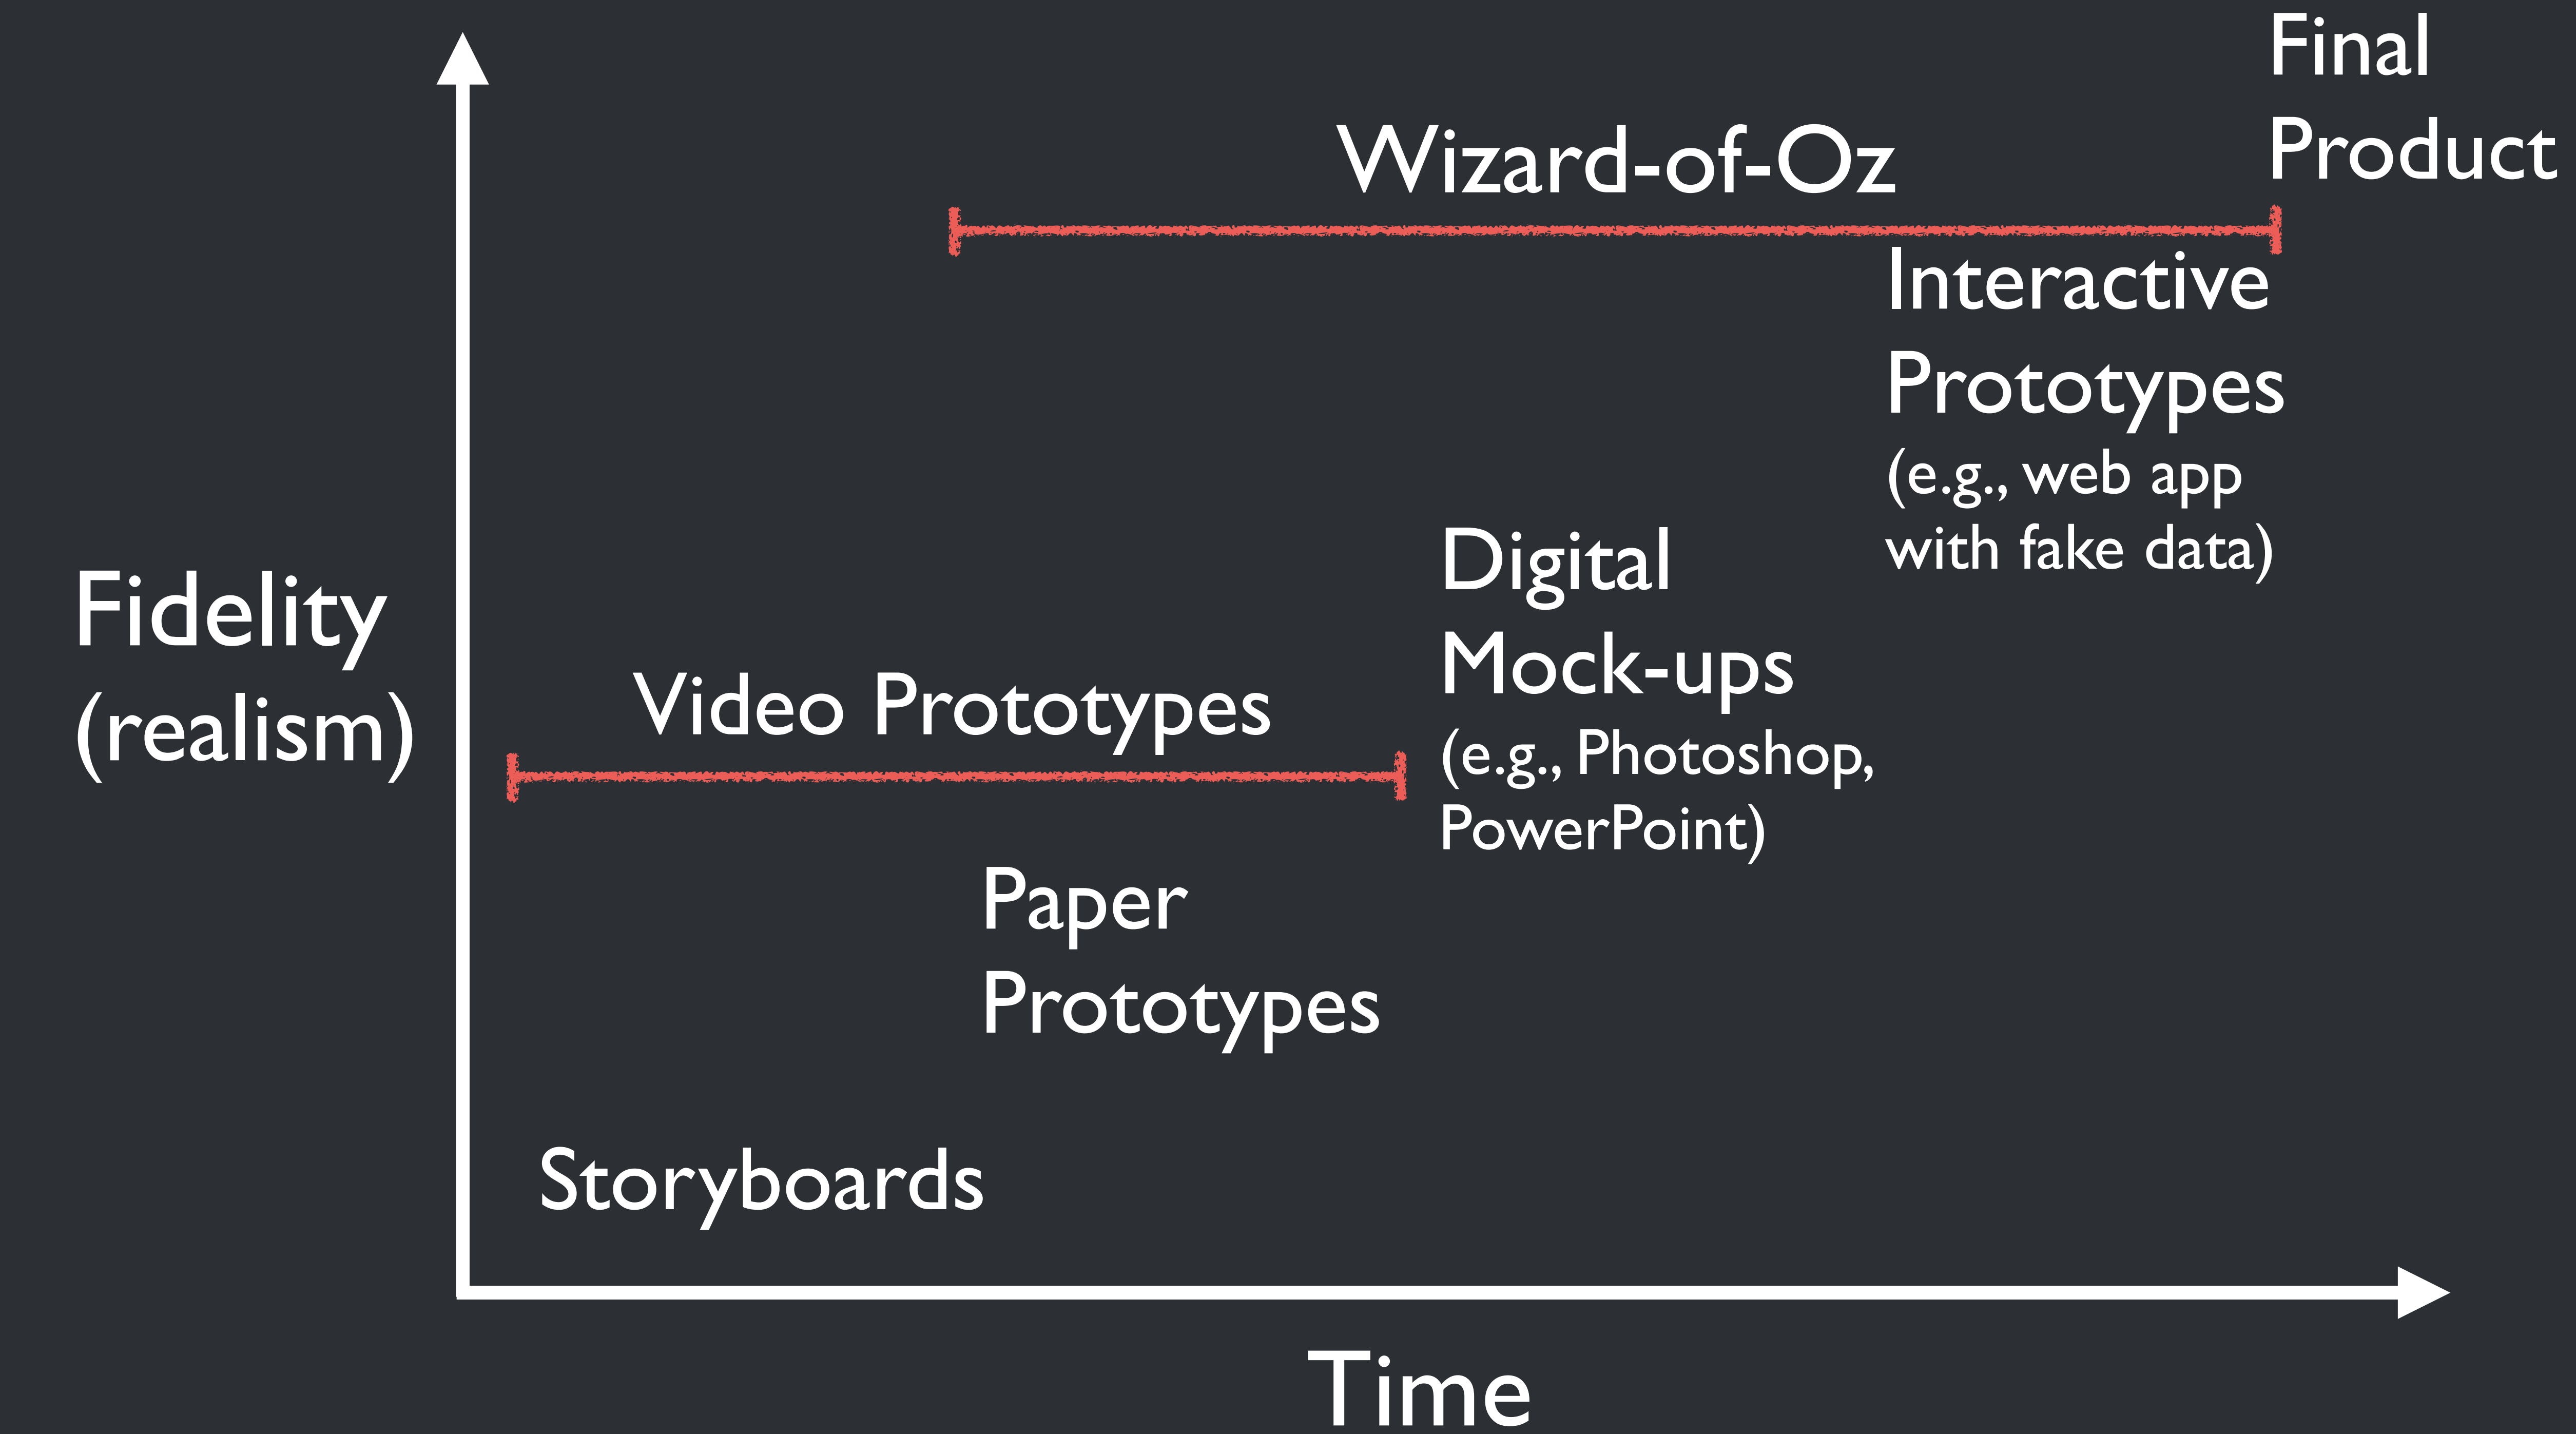 Final
Product
Wizard-of-Oz
Interactive
Prototypes
(e.g., web app
with fake data)
Digital
Mock-ups
(e.g., Photoshop,
PowerPoint)
Fidelity
(realism)
Video Prototypes
Paper
Prototypes
Storyboards
Time